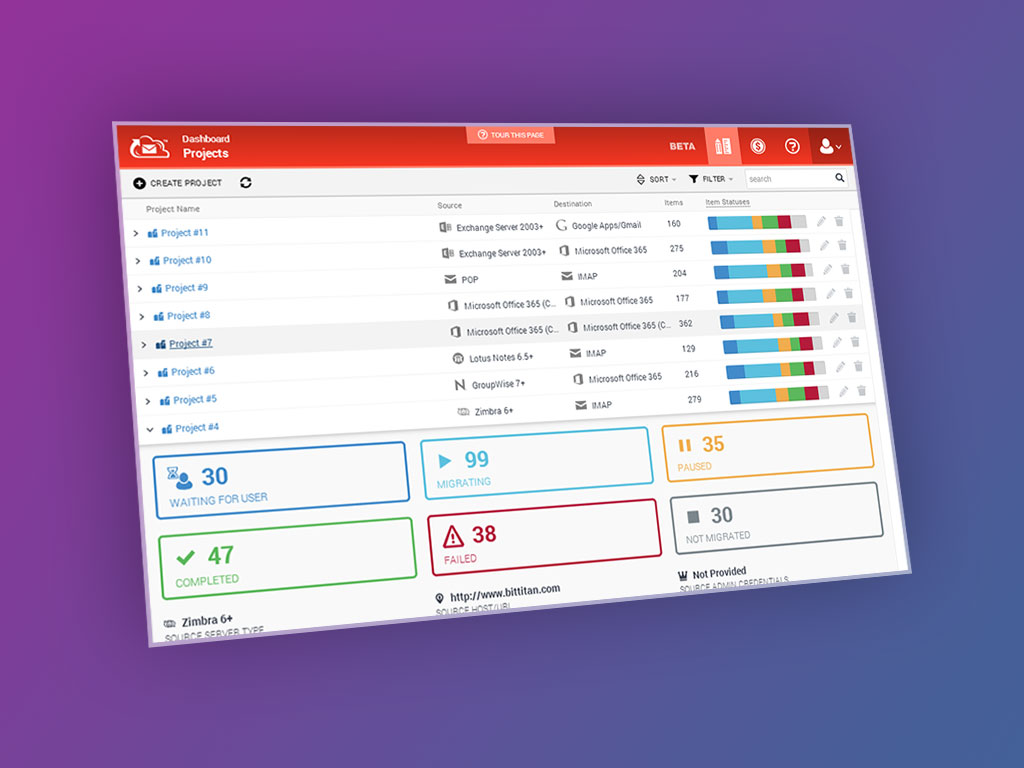 Dashboard
Projects
TOUR THIS PAGE
BETA
CREATE PROJECT
SORT
FILTER
search
Project Name Source Destination Items Item Statuses
Project #11 Exchange Server 2003+ Google Apps/Gmail 160
Project #10 Exchange Server 2003+ Microsoft Office 365 275
Project #9 POP IMAP 204
Project #8 Microsoft Office 365 (C... Microsoft Office 365 177
Project #7 Microsoft Office 365 (C... Microsoft Office 365 (C... 362
Project #6 Lotus Notes 6.5+ IMAP 129
Project #5 GroupWise 7+ Microsoft Office 365 216
Project #4 Zimbra 6+ IMAP 279
30
WAITING FOR USER
99
MIGRATING
35
PAUSED
47
COMPLETED
38
FAILED
30
NOT MIGRATED
Zimbra 6+
SOURCE SERVER TYPE
http://www.bittitan.com
SOURCE HOST/URL
Not Provided
SOURCE ADMIN CREDENTIALS